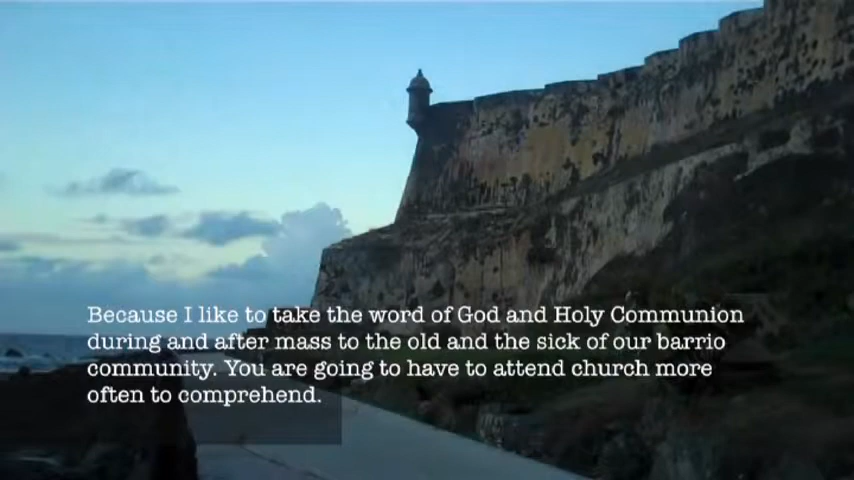 Because I like to take the word of God and Holy Communion
during and after mass to the old and the sick of our barrio
community. You are going to have to attend church more
often to comprehend.